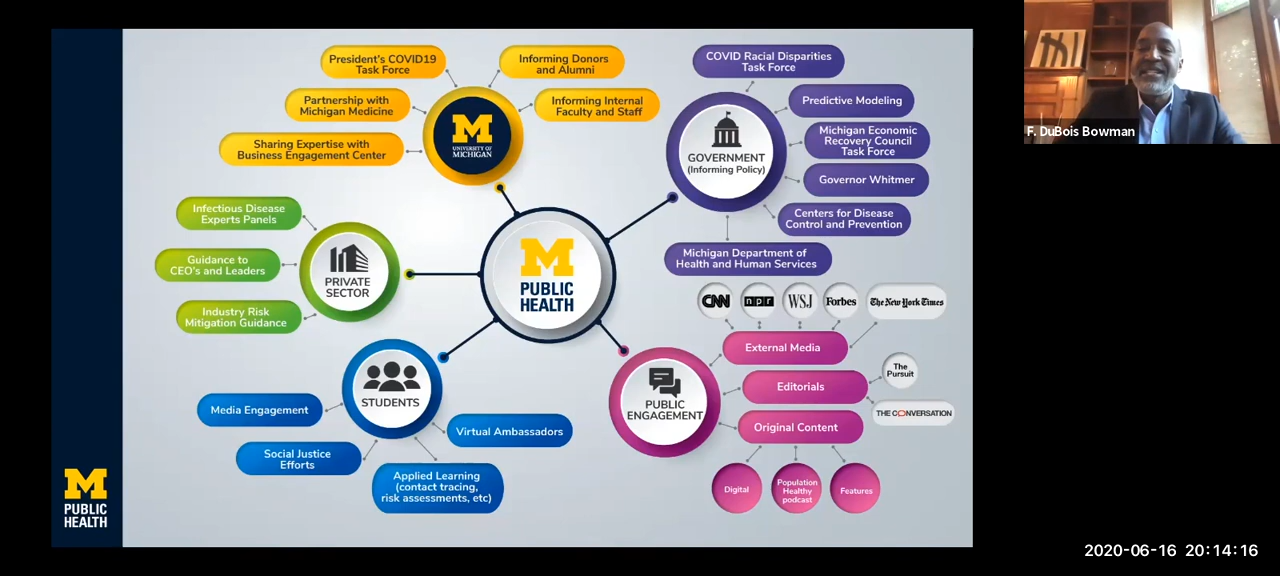 President's COVID19
Task Force
Informing Donors
and Alumni
Partnership with
Michigan Medicine
Informing Internal
Faculty and Staff
Sharing Expertise with
Business Engagement Center
M
UNIVERSITY OF
MICHIGAN
COVID Racial Disparities
Task Force
Predictive Modeling
Michigan Economic
Recovery Council
Task Force
Governor Whitmer
Centers for Disease
Control and Prevention
Michigan Department of
Health and Human Services
GOVERNMENT
(Informing Policy)
Infectious Disease
Experts Panels
Guidance to
CEO's and Leaders
Industry Risk
Mitigation Guidance
PRIVATE
SECTOR
M
PUBLIC
HEALTH
CNN
npr
WSJ
Forbes
The New York Times
External Media
Editorials
The
Pursuit
THE CONVERSATION
Original Content
Digital
Population
Healthy
podcast
Features
PUBLIC
ENGAGEMENT
STUDENTS
Media Engagement
Virtual Ambassadors
Social Justice
Efforts
Applied Learning
(contact tracing,
risk assessments, etc)
M
PUBLIC
HEALTH
F. DuBois Bowman
2020-06-16 20:14:16